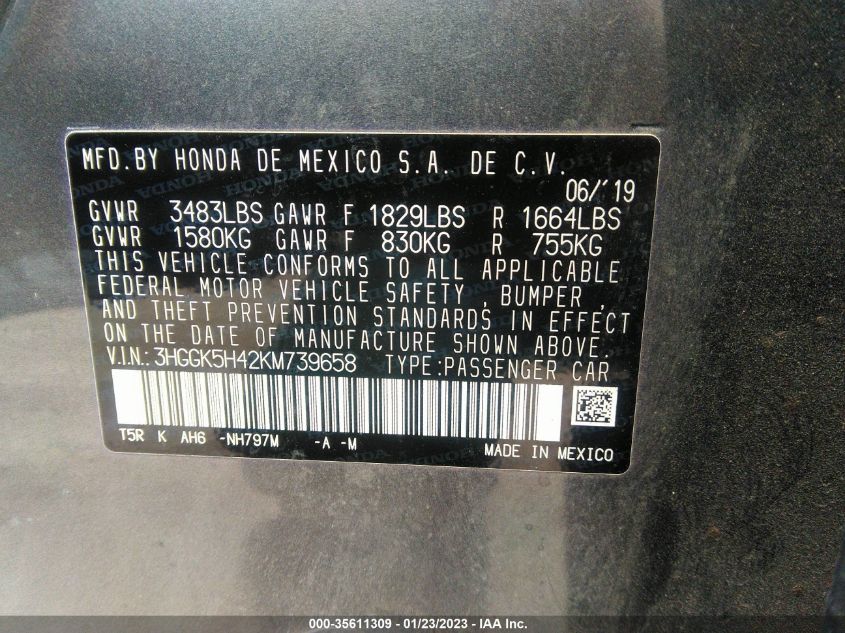 MFD.BY HONDA DE MEXICO S.A. DE C.V.
06/'19
GVWR 3483LBS GAWR F 1829LBS R 1664LBS
GVWR 1580KG GAWR F 830KG R 755KG
THIS VEHICLE CONFORMS TO ALL APPLICABLE
FEDERAL MOTOR VEHICLE SAFETY , BUMPER ,
AND THEFT PREVENTION STANDARDS IN EFFECT
ON THE DATE OF MANUFACTURE SHOWN ABOVE.
V.I.N.: 3HGGK5H42KM739658 TYPE:PASSENGER CAR
T5R K AH6 -NH797M -A -M
MADE IN MEXICO
000-35611309 - 01/23/2023 - IAA Inc.